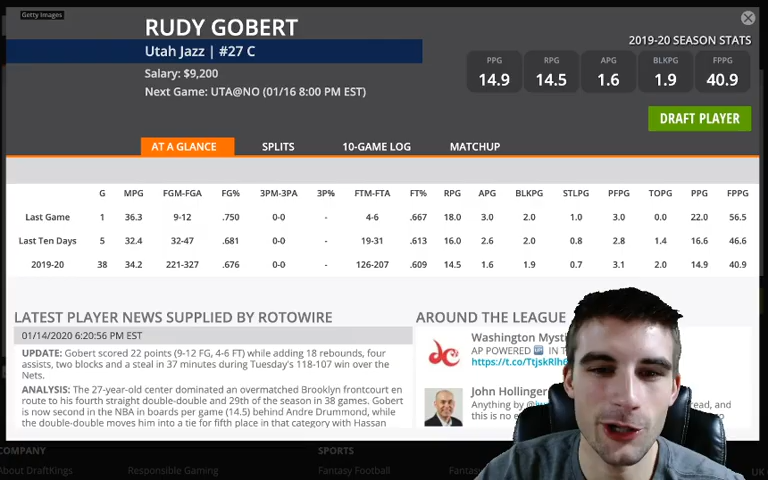 Getty Images
RUDY GOBERT
Utah Jazz | #27 C
Salary: $9,200
Next Game: UTA@NO (01/16 8:00 PM EST)
2019-20 SEASON STATS
PPG RPG APG BLKPG FPPG
14.9 14.5 1.6 1.9 40.9
DRAFT PLAYER
AT A GLANCE SPLITS 10-GAME LOG MATCHUP
G MPG FGM-FGA FG% 3PM-3PA 3P% FTM-FTA FT% RPG APG BLKPG STLPG PFPG TOPG PPG FPPG
Last Game 1 36.3 9-12 .750 0-0 - 4-6 .667 18.0 3.0 2.0 1.0 3.0 0.0 22.0 56.5
Last Ten Days 5 32.4 32-47 .681 0-0 - 19-31 .613 16.0 2.6 2.0 0.8 2.8 1.4 16.6 46.6
2019-20 38 34.2 221-327 .676 0-0 - 126-207 .609 14.5 1.6 1.9 0.7 3.1 2.0 14.9 40.9
LATEST PLAYER NEWS SUPPLIED BY ROTOWIRE
01/14/2020 6:20:56 PM EST
UPDATE: Gobert scored 22 points (9-12 FG, 4-6 FT) while adding 18 rebounds, four
assists, two blocks and a steal in 37 minutes during Tuesday's 118-107 win over the
Nets.
ANALYSIS: The 27-year-old center dominated an overmatched Brooklyn frontcourt en
route to his fourth straight double-double and 29th of the season in 38 games. Gobert
is now second in the NBA in boards per game (14.5) behind Andre Drummond, while
the double-double moves him into a tie for fifth place in that category with Hassan
AROUND THE LEAGUE
Washington Myst
AP POWERED UP IN T
https://t.co/TtjskRlh6
John Hollinger
Anything by @j read, and
this is no e
COMPANY SPORTS
About DraftKings Responsible Gaming Fantasy Football Fantasy UK